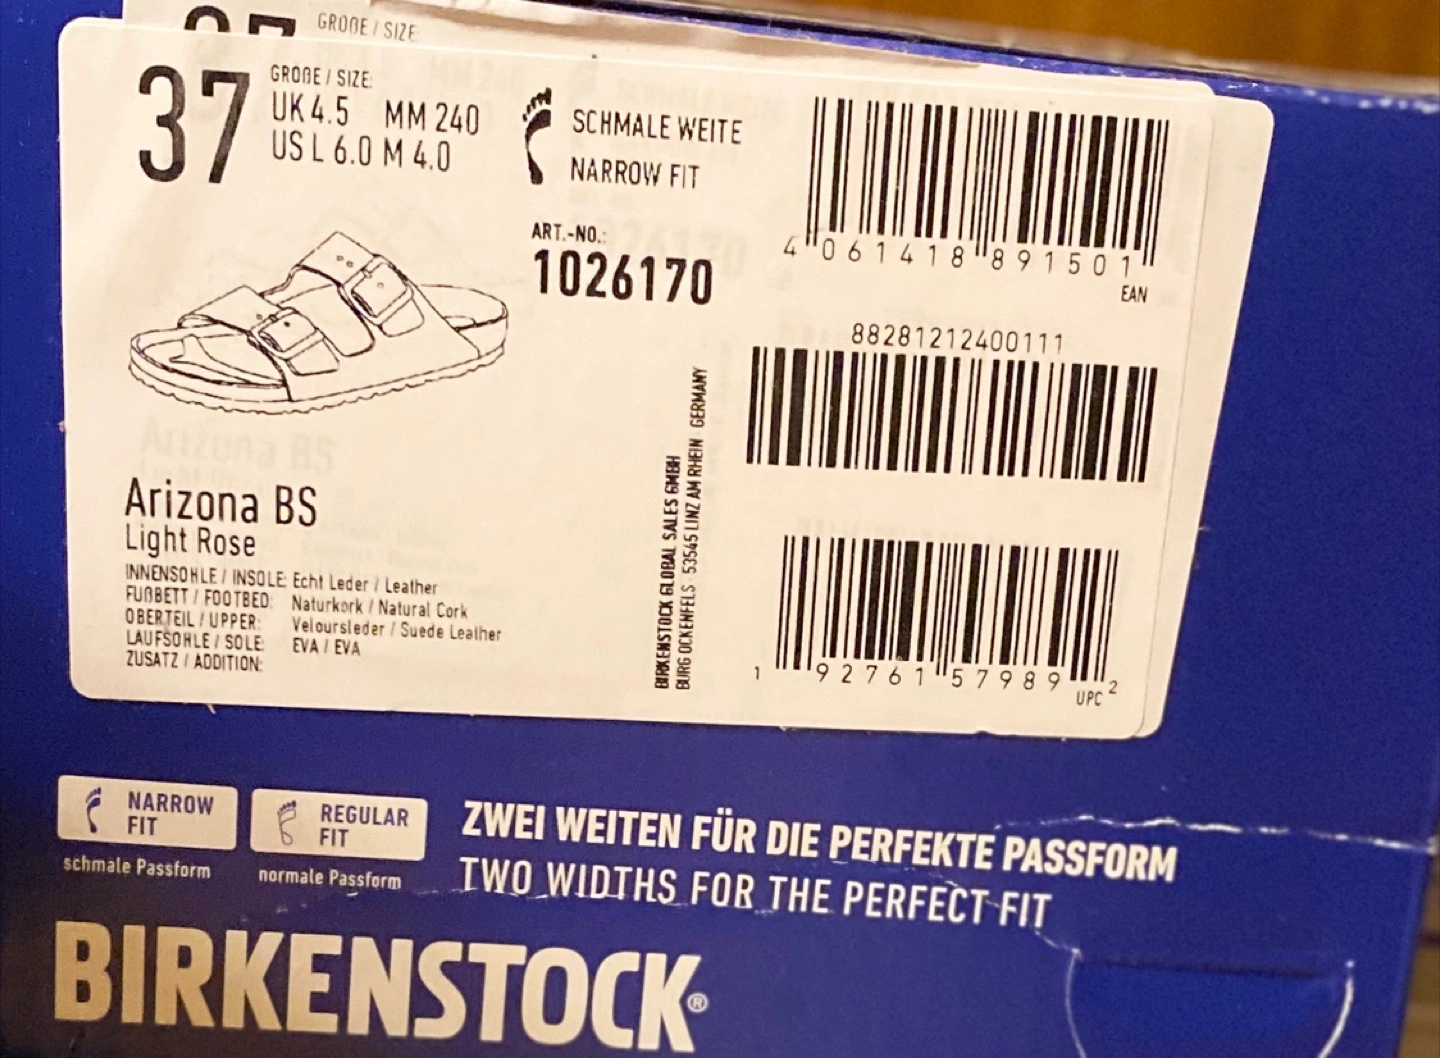 GRÖẞE / SIZE:
37
GRÖẞE / SIZE:
UK 4.5 MM 240
US L 6.0 M 4.0
SCHMALE WEITE
NARROW FIT
ART.-NO.:
1026170
4 061418 891501
EAN
88281212400111
Arizona BS
Light Rose
INNENSOHLE / INSOLE: Echt Leder / Leather
FUẞBETT / FOOTBED: Naturkork / Natural Cork
OBERTEIL / UPPER: Veloursleder / Suede Leather
LAUFSOHLE / SOLE: EVA / EVA
ZUSATZ / ADDITION:
BIRKENSTOCK GLOBAL SALES GMBH
BURG OCKENFELS · 53545 LINZ AM RHEIN · GERMANY
1 92761 57989 2
UPC
NARROW FIT
schmale Passform
REGULAR FIT
normale Passform
ZWEI WEITEN FÜR DIE PERFEKTE PASSFORM
TWO WIDTHS FOR THE PERFECT FIT
BIRKENSTOCK®